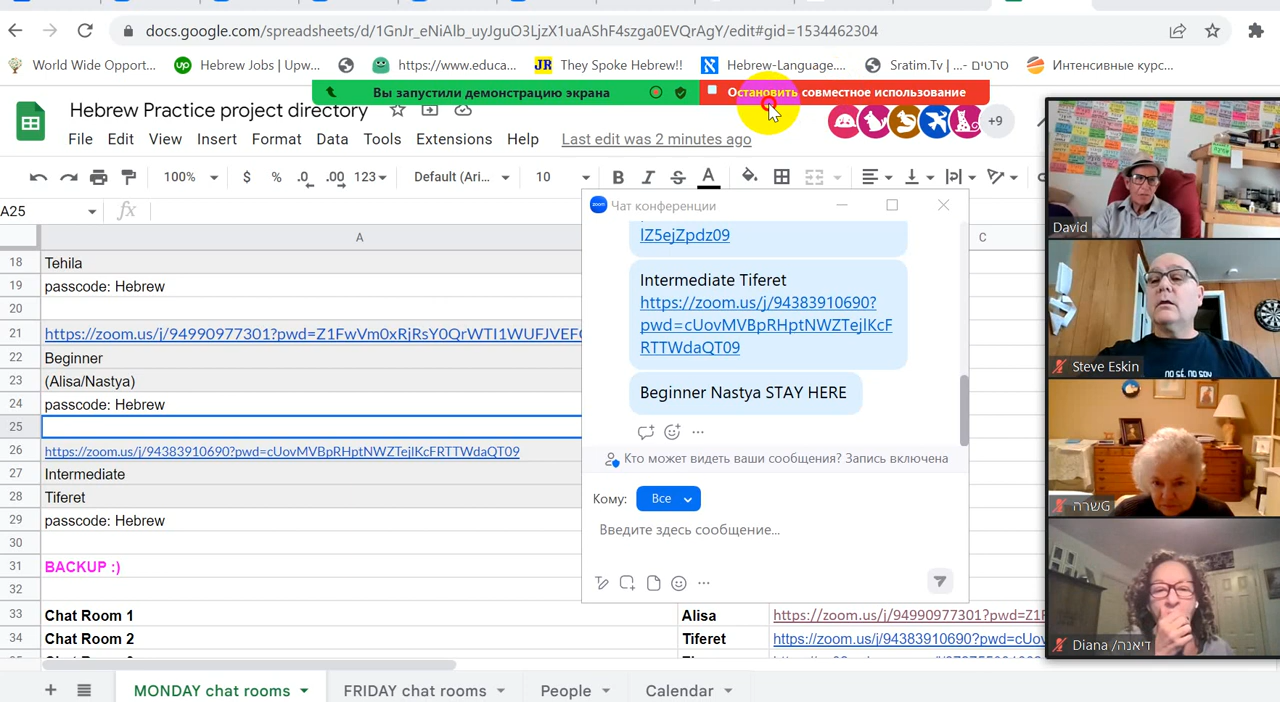 docs.google.com/spreadsheets/d/1GnJr_eNiAlb_uyJguO3LjzX1uaAShF4szga0EVQrAgY/edit#gid=1534462304
World Wide Opport...
Hebrew Jobs | Upw...
https://www.educa...
They Spoke Hebrew!!
Hebrew-Language....
Sratim.Tv | ...- סרטים
Интенсивные курс...
Вы запустили демонстрацию экрана
Остановить совместное использование
Hebrew Practice project directory
+9
File Edit View Insert Format Data Tools Extensions Help Last edit was 2 minutes ago
100% $ % .0 .00 123 Default (Ari... 10 B I S A
A25
fx
A
C
18 Tehila
19 passcode: Hebrew
20
21 https://zoom.us/j/94990977301?pwd=Z1FwVm0xRjRsY0QrWTI1WUFJVEF
22 Beginner
23 (Alisa/Nastya)
24 passcode: Hebrew
25
26 https://zoom.us/j/94383910690?pwd=cUovMVBpRHptNWZTejlKcFRTTWdaQT09
27 Intermediate
28 Tiferet
29 passcode: Hebrew
30
31 BACKUP :)
32
33 Chat Room 1 Alisa https://zoom.us/j/94990977301?pwd=Z1
34 Chat Room 2 Tiferet https://zoom.us/j/94383910690?pwd=cUov
zoom
Чат конференции
lZ5ejZpdz09
Intermediate Tiferet
https://zoom.us/j/94383910690?
pwd=cUovMVBpRHptNWZTejlKcF
RTTWdaQT09
Beginner Nastya STAY HERE
Кто может видеть ваши сообщения? Запись включена
Кому: Все
Введите здесь сообщение...
David
Steve Eskin
Gשרה
Diana /דיאנה
MONDAY chat rooms
FRIDAY chat rooms
People
Calendar